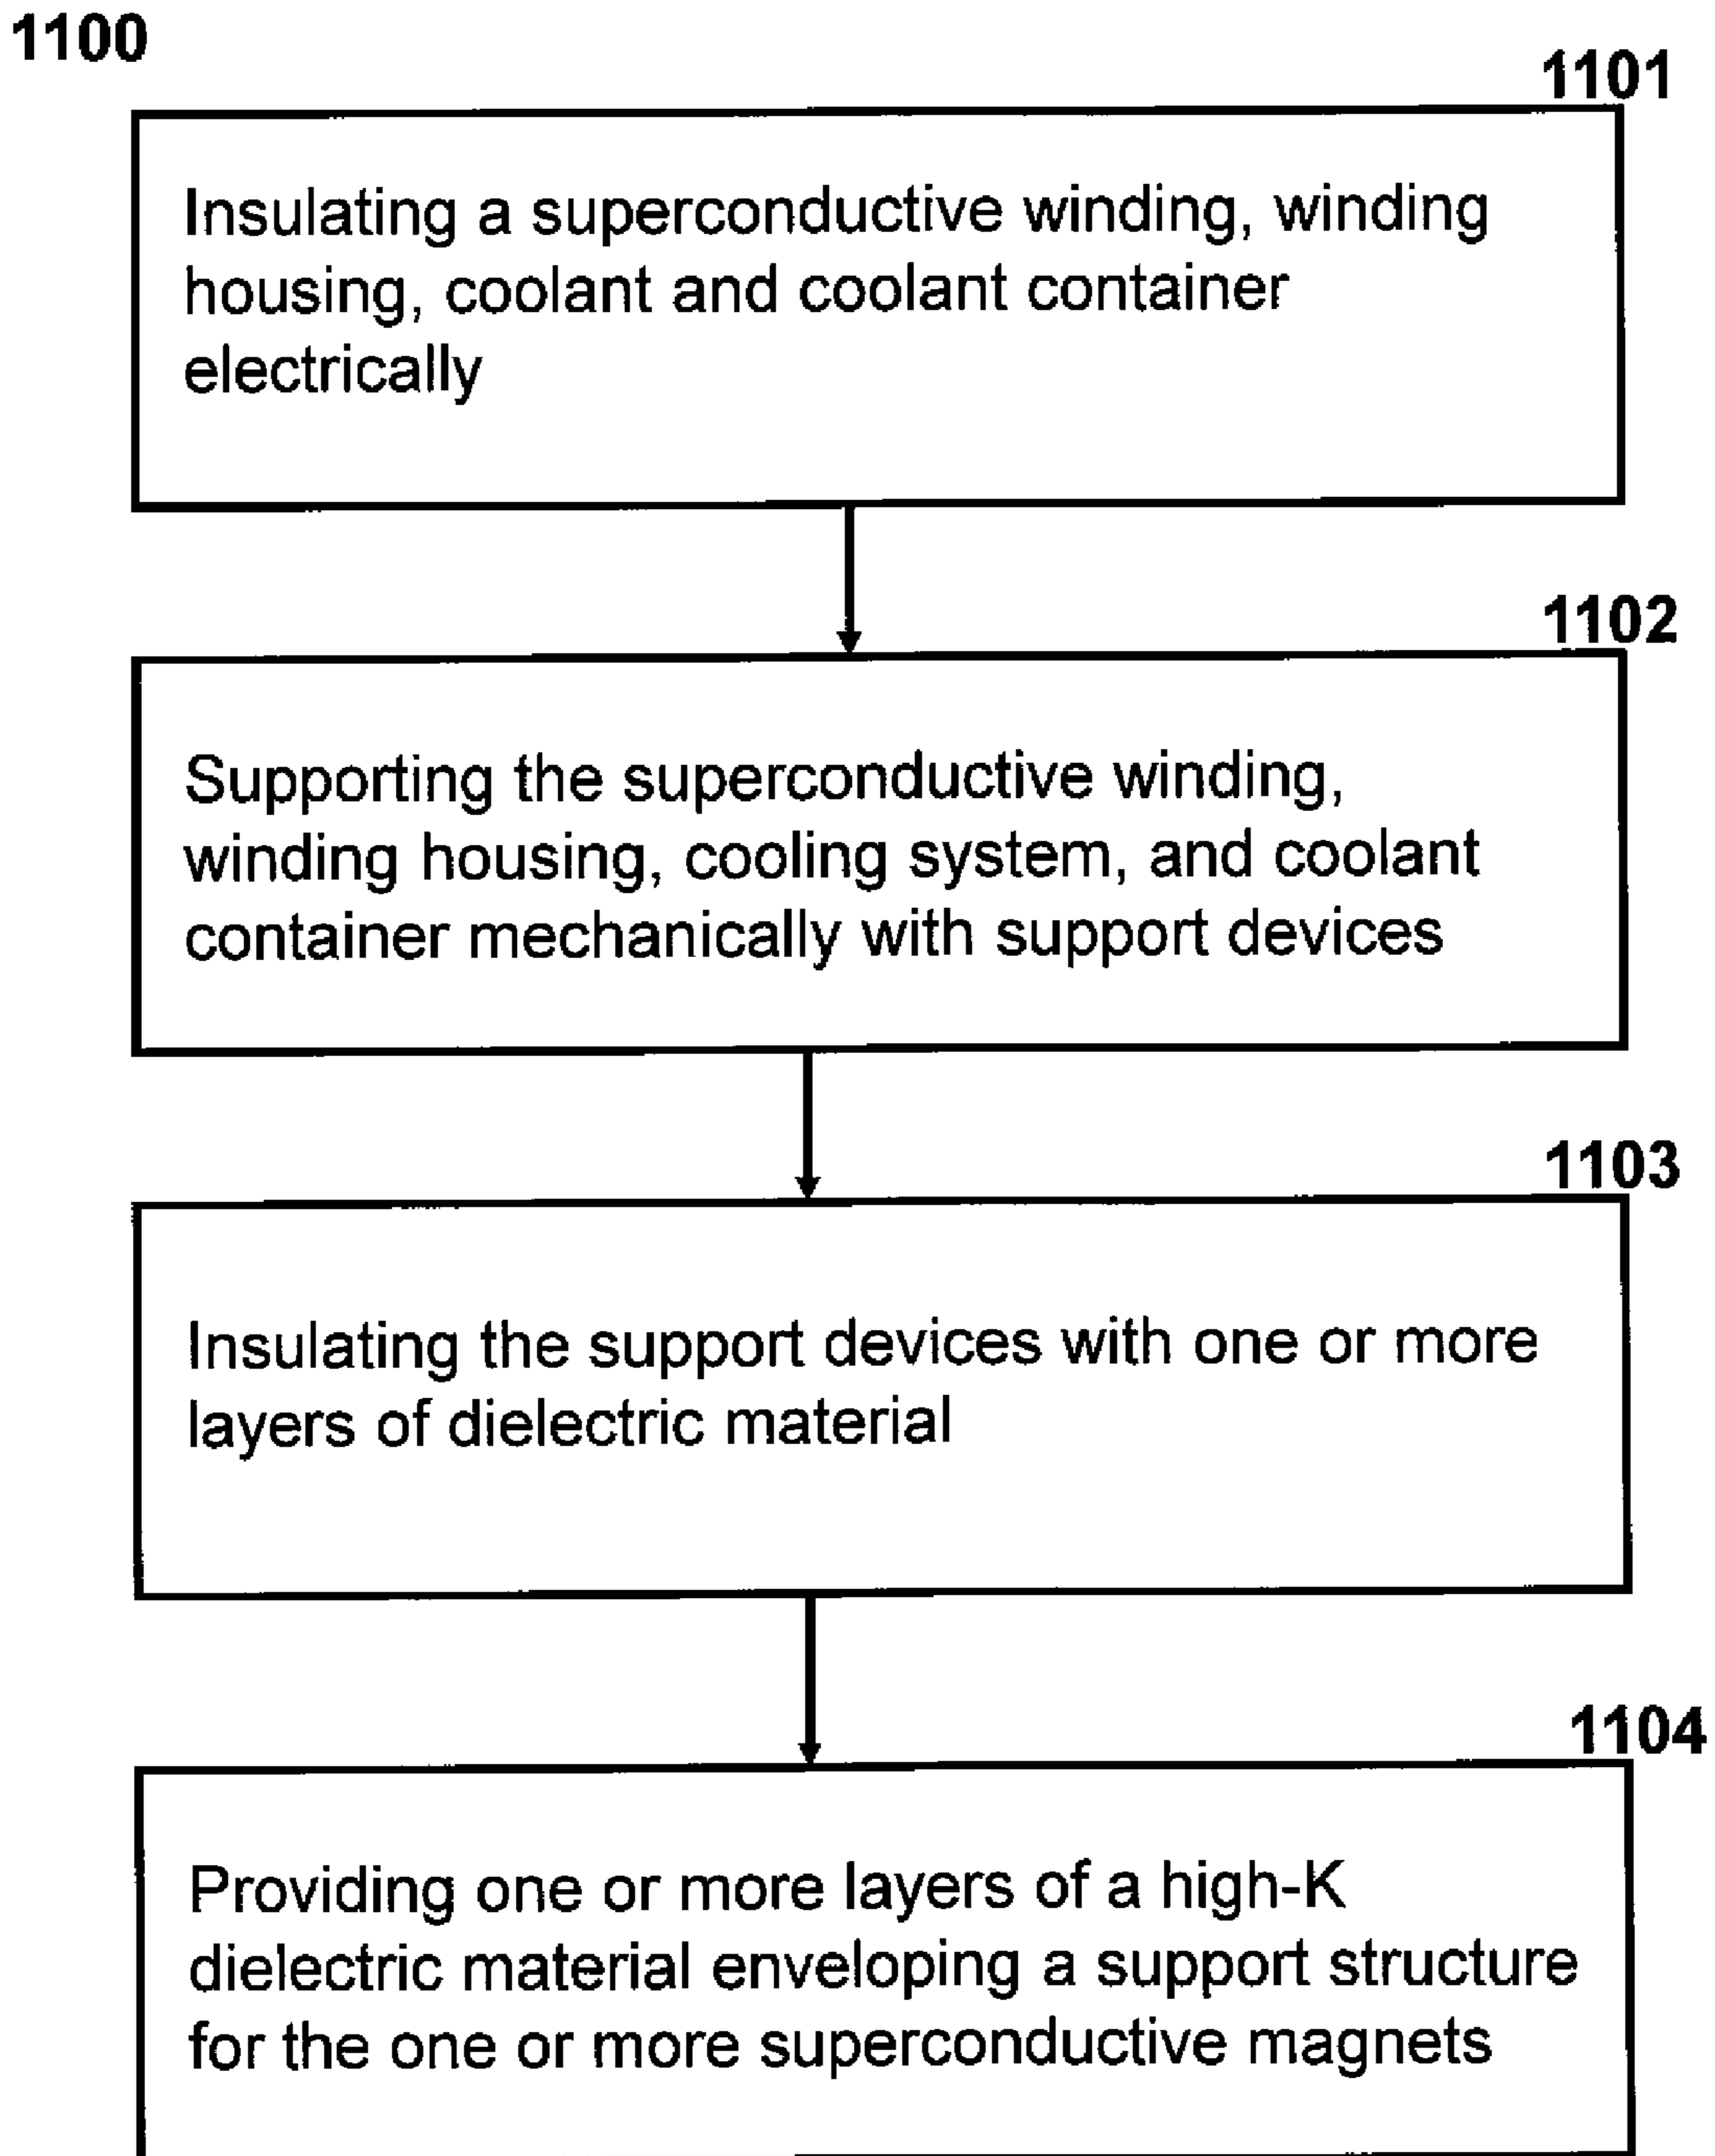 1100
1101
Insulating a superconductive winding, winding
housing, coolant and coolant container
electrically
1102
Supporting the superconductive winding,
winding housing, cooling system, and coolant
container mechanically with support devices
1103
Insulating the support devices with one or more
layers of dielectric material
1104
Providing one or more layers of a high-K
dielectric material enveloping a support structure
for the one or more superconductive magnets